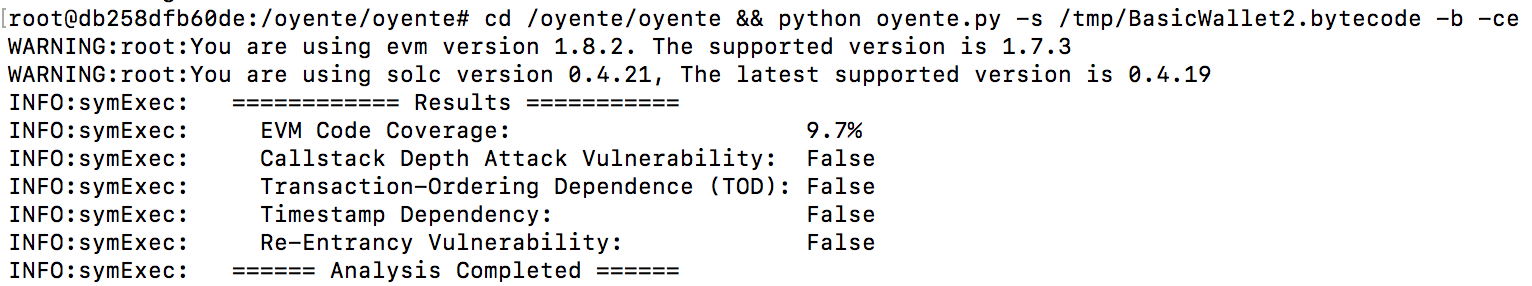 [root@db258dfb60de:/oyente/oyente# cd /oyente/oyente && python oyente.py -s /tmp/BasicWallet2.bytecode -b -ce
WARNING:root:You are using evm version 1.8.2. The supported version is 1.7.3
WARNING:root:You are using solc version 0.4.21, The latest supported version is 0.4.19
INFO:symExec:   ============ Results ===========
INFO:symExec:     EVM Code Coverage:                     9.7%
INFO:symExec:     Callstack Depth Attack Vulnerability:  False
INFO:symExec:     Transaction-Ordering Dependence (TOD): False
INFO:symExec:     Timestamp Dependency:                  False
INFO:symExec:     Re-Entrancy Vulnerability:             False
INFO:symExec:   ====== Analysis Completed ======